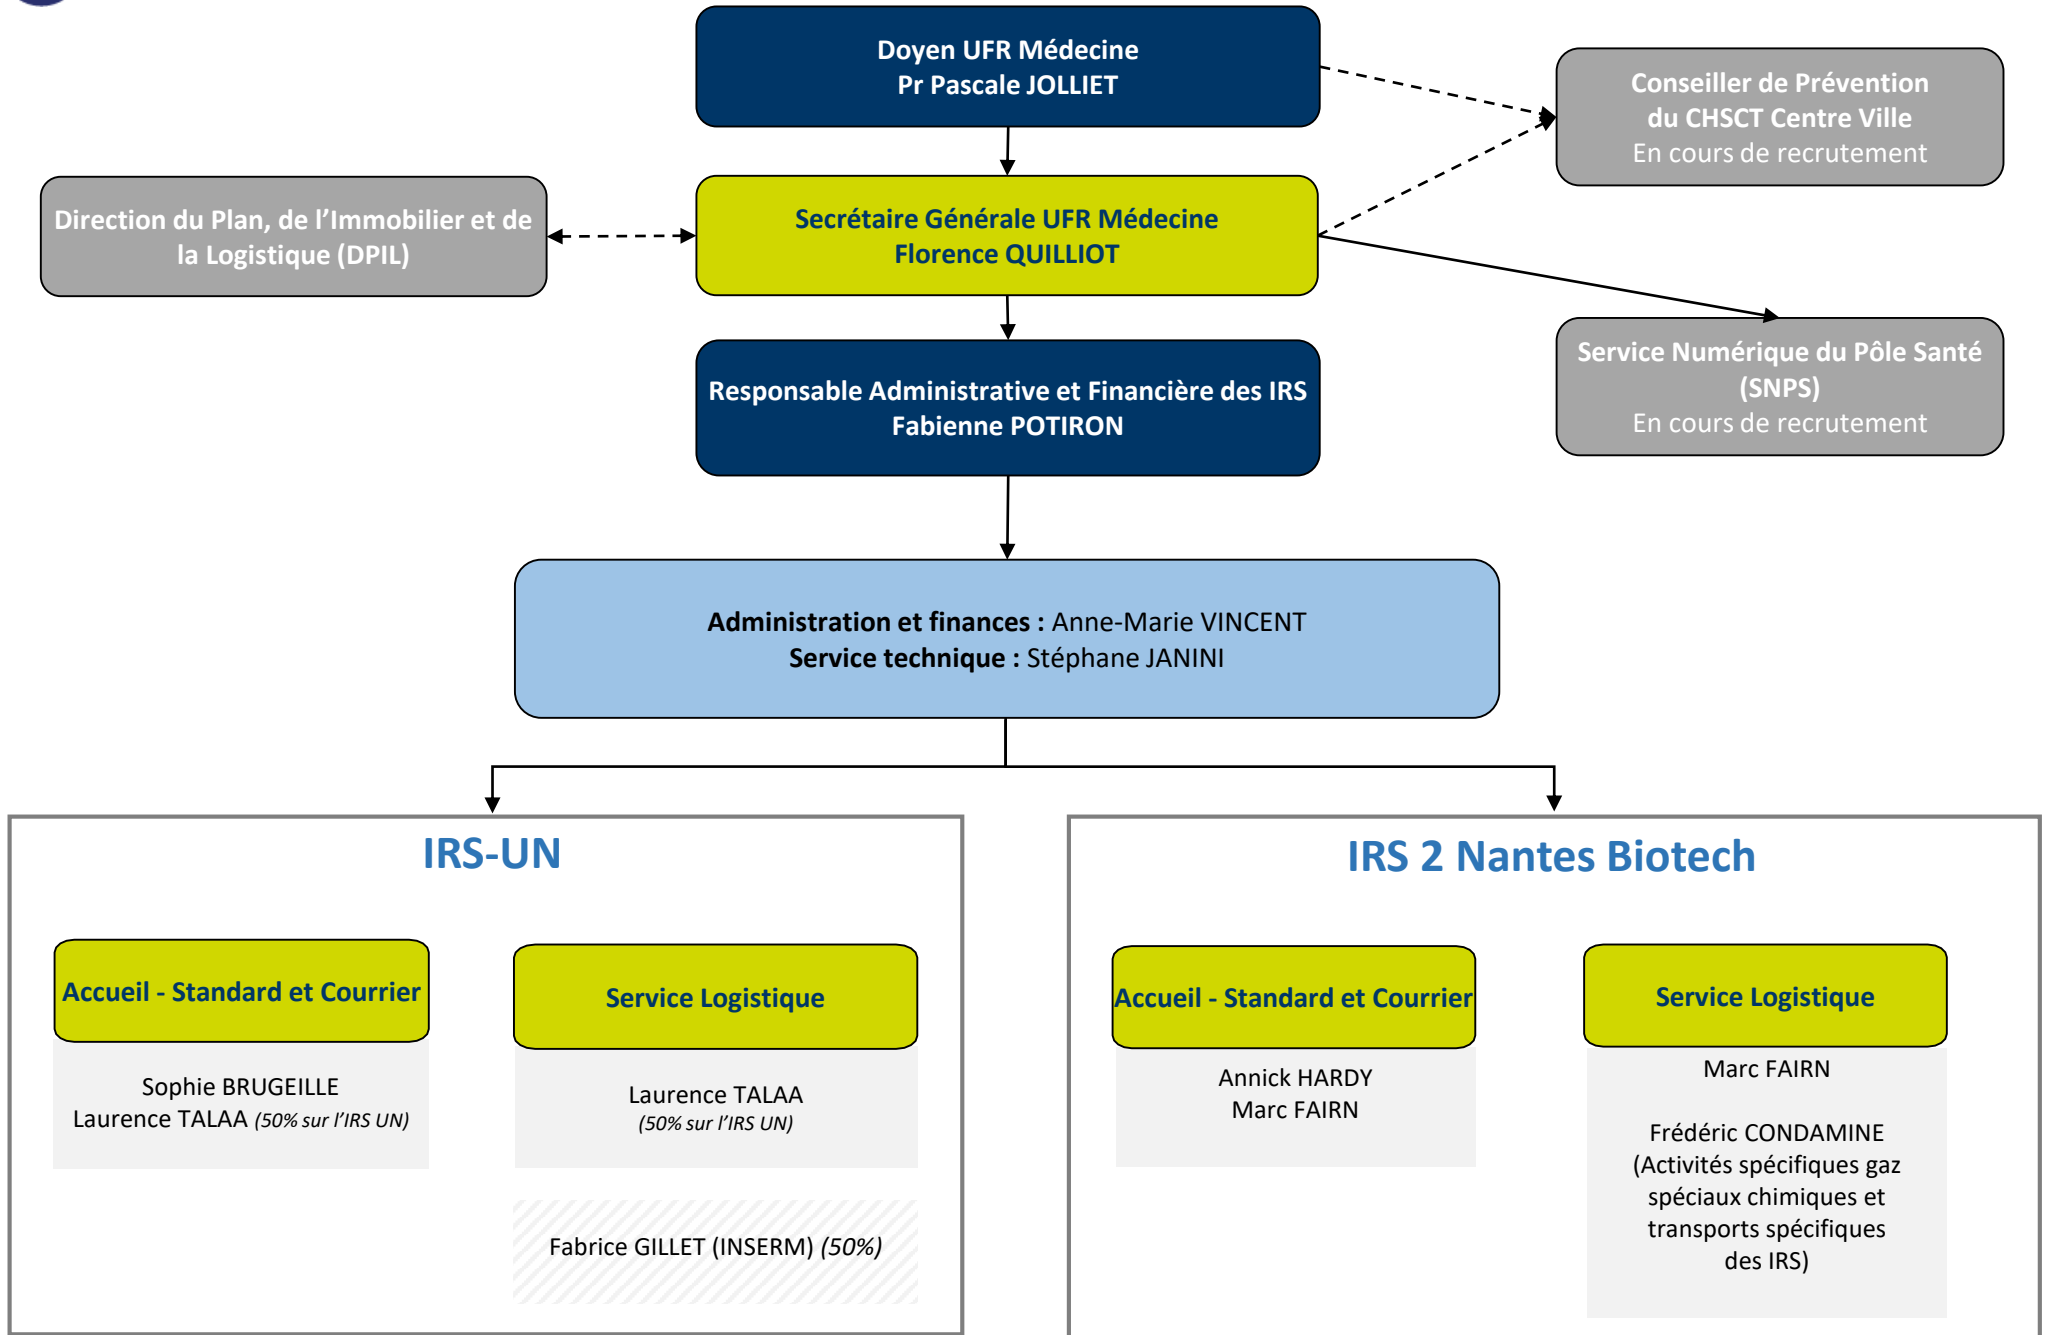 Doyen UFR Médecine
Pr Pascale JOLLIET
Conseiller de Prévention
du CHSCT Centre Ville
En cours de recrutement
Direction du Plan, de l’Immobilier et de
la Logistique (DPIL)
Secrétaire Générale UFR Médecine
Florence QUILLIOT
Service Numérique du Pôle Santé
(SNPS)
En cours de recrutement
Responsable Administrative et Financière des IRS
Fabienne POTIRON
Administration et finances : Anne-Marie VINCENT
Service technique : Stéphane JANINI
IRS-UN
Accueil - Standard et Courrier
Sophie BRUGEILLE
Laurence TALAA (50% sur l’IRS UN)
Service Logistique
Laurence TALAA
(50% sur l’IRS UN)
Fabrice GILLET (INSERM) (50%)
IRS 2 Nantes Biotech
Accueil - Standard et Courrier
Annick HARDY
Marc FAIRN
Service Logistique
Marc FAIRN
Frédéric CONDAMINE
(Activités spécifiques gaz
spéciaux chimiques et
transports spécifiques
des IRS)